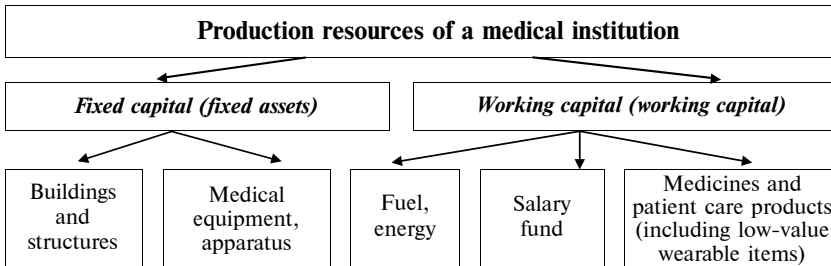 Production resources of a medical institution
Fixed capital (fixed assets)
Working capital (working capital)
Buildings
and
structures
Medical
equipment,
apparatus
Fuel,
energy
Salary
fund
Medicines and
patient care products
(including low-value
wearable items)